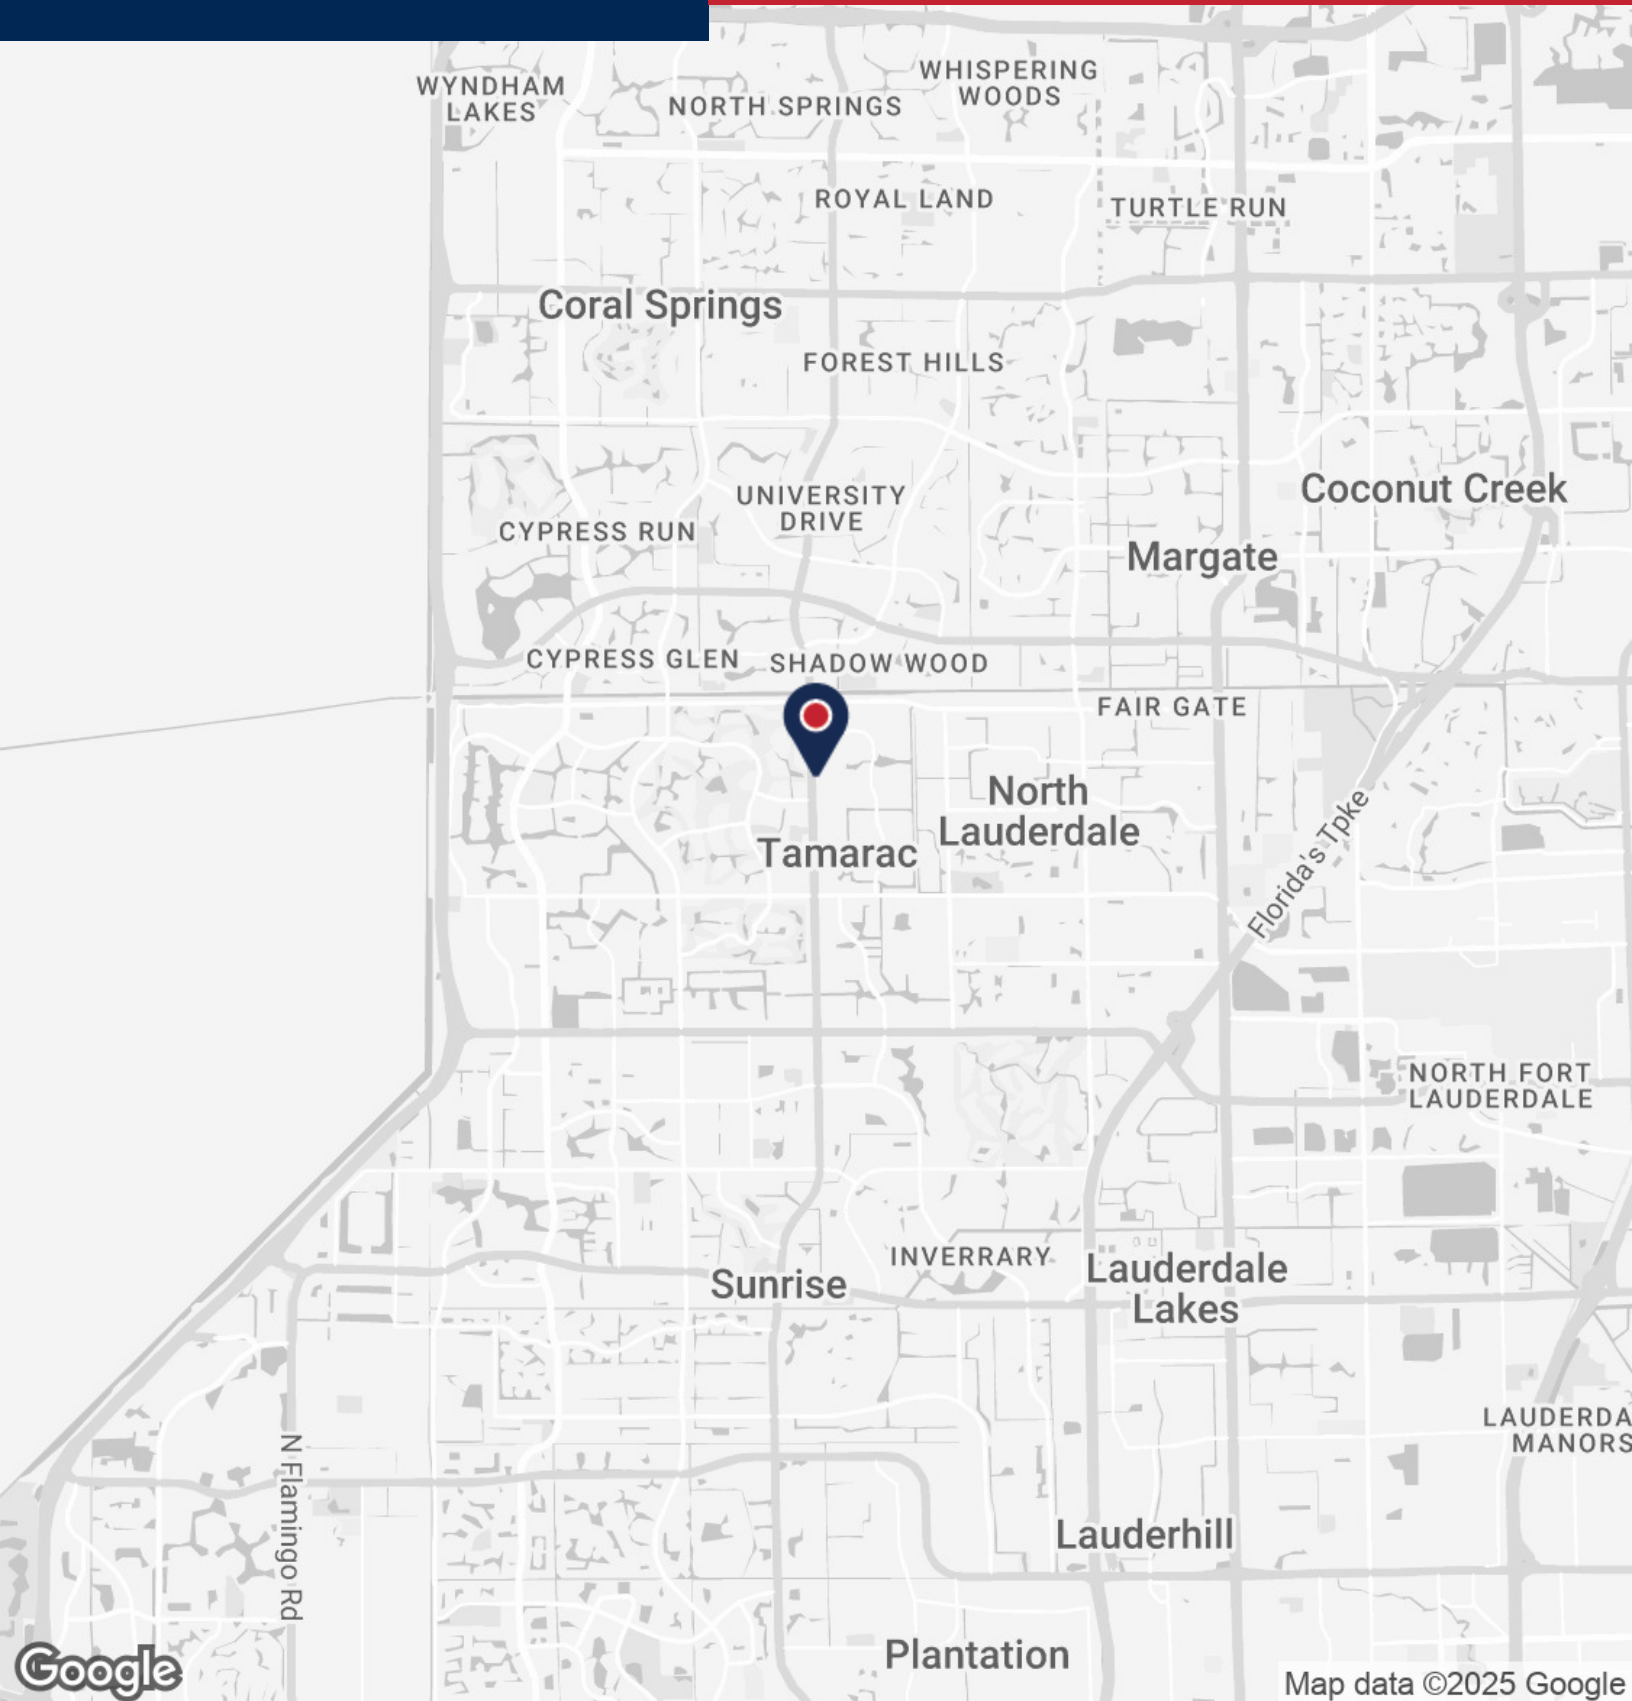 WYNDHAM
LAKES
NORTH SPRINGS
WHISPERING
WOODS
ROYAL LAND
TURTLE RUN
Coral Springs
FOREST HILLS
UNIVERSITY
DRIVE
CYPRESS RUN
Coconut Creek
Margate
CYPRESS GLEN
SHADOW WOOD
FAIR GATE
North
Lauderdale
Tamarac
Florida's Tpke
NORTH FORT
LAUDERDALE
INVERRARY
Sunrise
Lauderdale
Lakes
LAUDERDA
MANORS
N Flamingo Rd
Lauderhill
Plantation
Google
Map data ©2025 Google